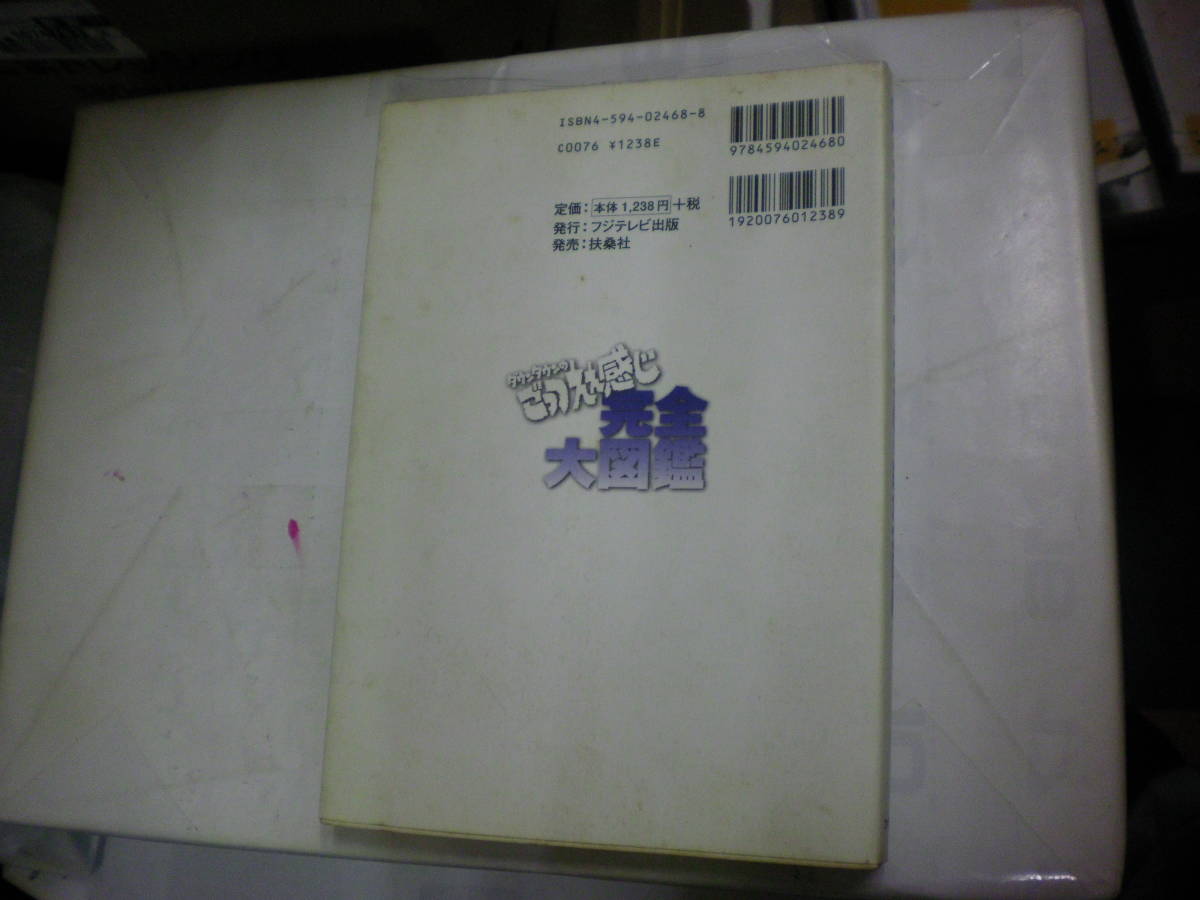 ISBN4-594-02468-8
C0076 ¥1238E
9784594024680
1920076012389
定価：本体1,238円+税
発行：フジテレビ出版
発売：扶桑社
ダウンタウンの
ごっつええ感じ
完全
大図鑑